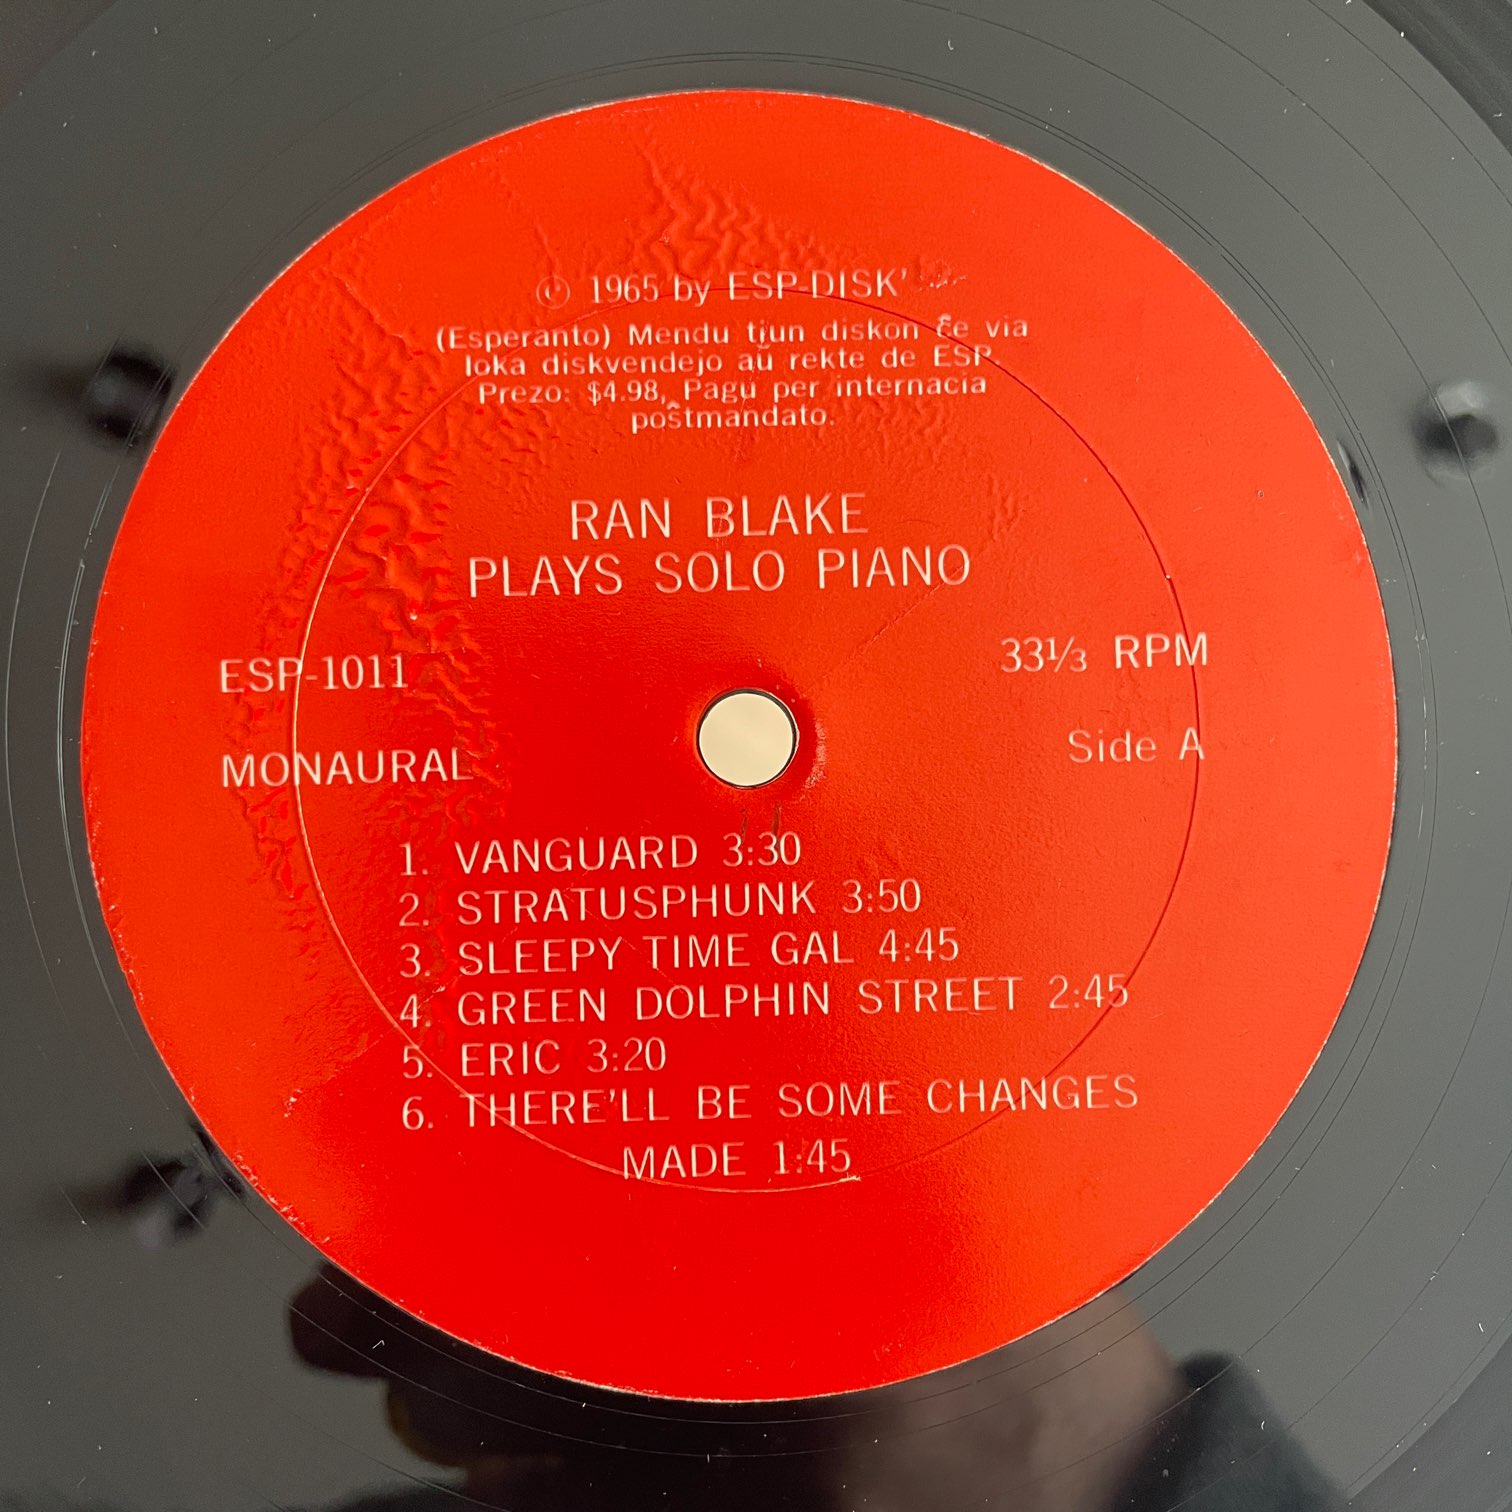 Ⓒ 1965 by ESP-DISK'
(Esperanto) Mendu tiun diskon ĉe via
loka diskvendejo aŭ rekte de ESP.
Prezo: $4.98, Pagu per internacia
poŝtmandato.
RAN BLAKE
PLAYS SOLO PIANO
ESP-1011
33⅓ RPM
MONAURAL
Side A
1. VANGUARD 3:30
2. STRATUSPHUNK 3:50
3. SLEEPY TIME GAL 4:45
4. GREEN DOLPHIN STREET 2:45
5. ERIC 3:20
6. THERE'LL BE SOME CHANGES
MADE 1:45